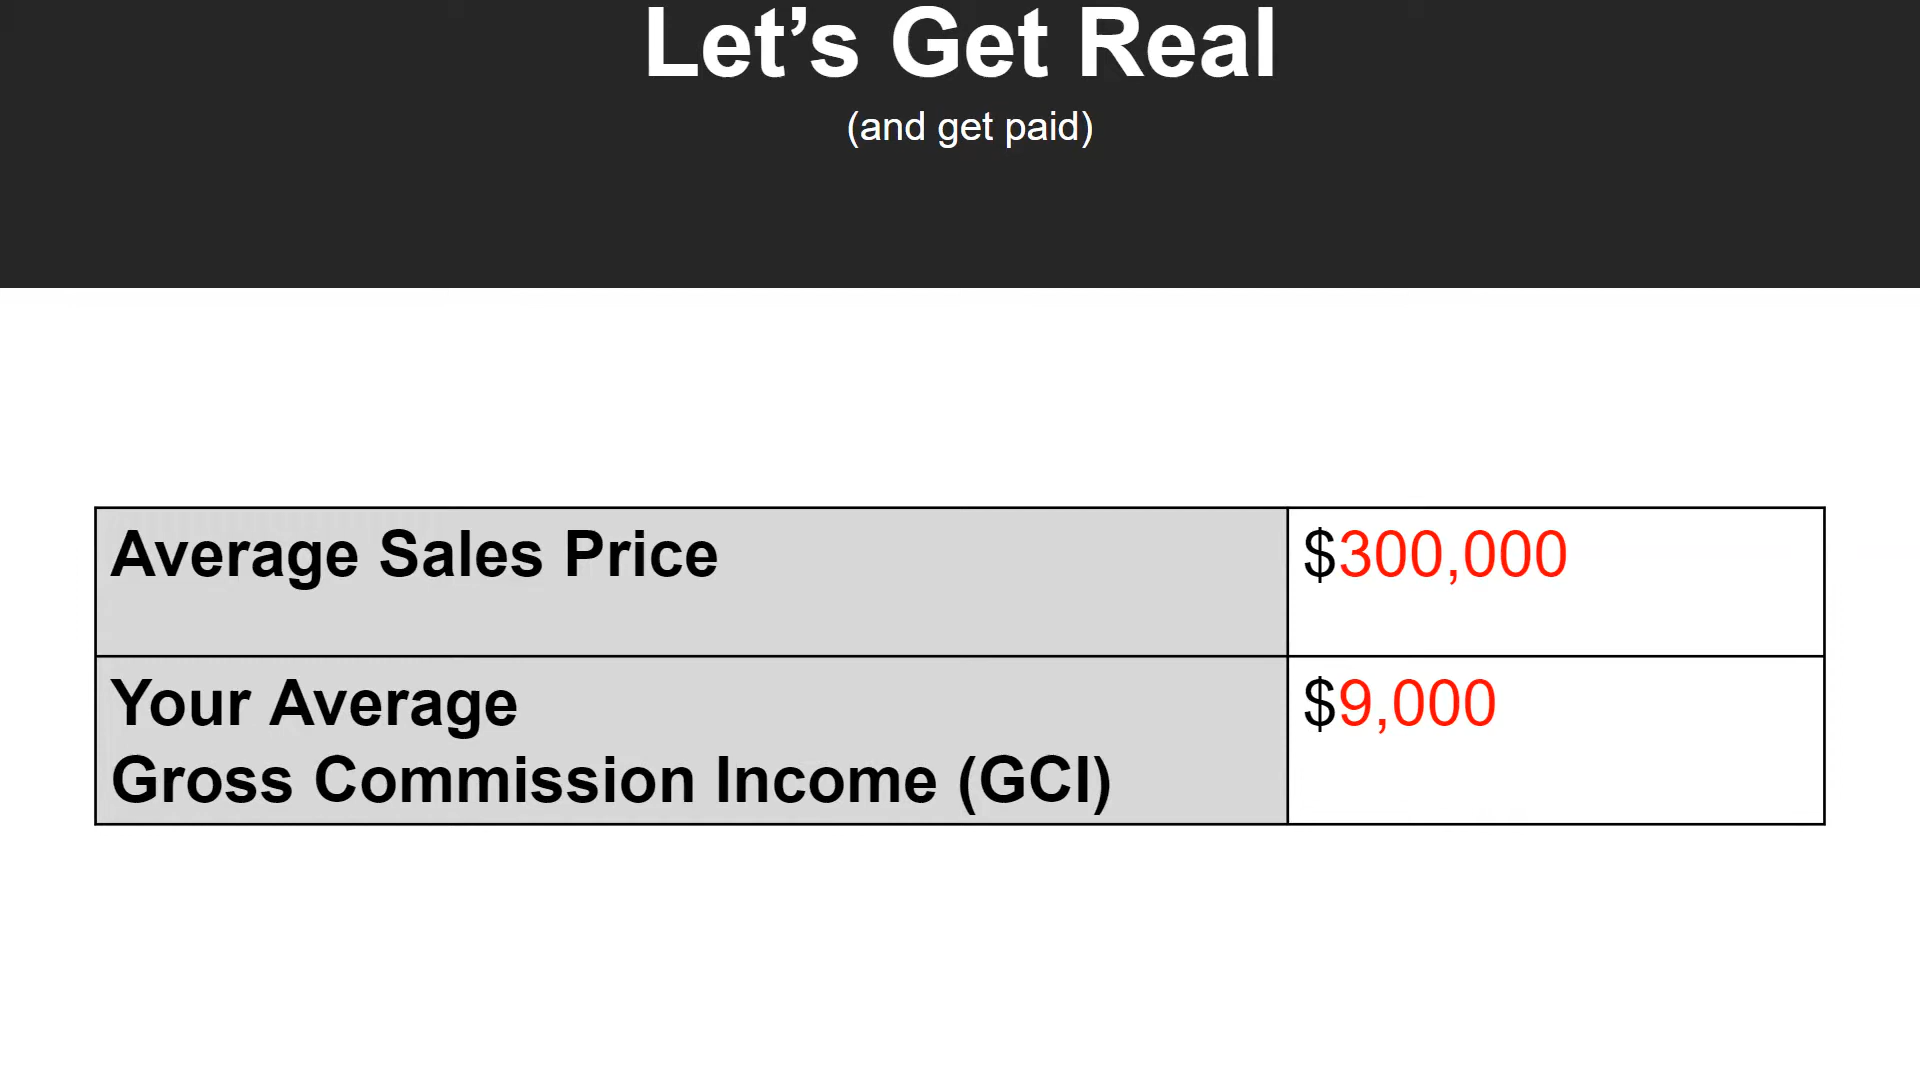 Let’s Get Real
(and get paid)
Average Sales Price
$300,000
Your Average
Gross Commission Income (GCI)
$9,000